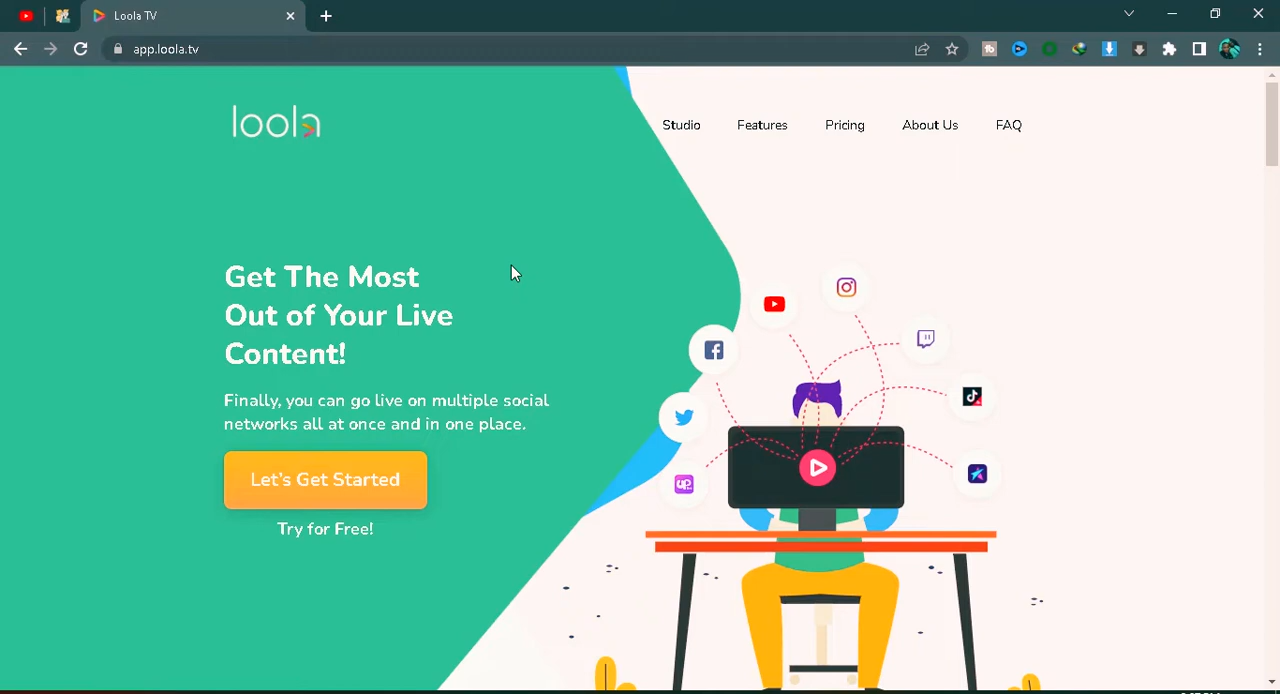 Loola TV
app.loola.tv
loola
Studio Features Pricing About Us FAQ
Get The Most
Out of Your Live
Content!
Finally, you can go live on multiple social
networks all at once and in one place.
Let's Get Started
Try for Free!
up